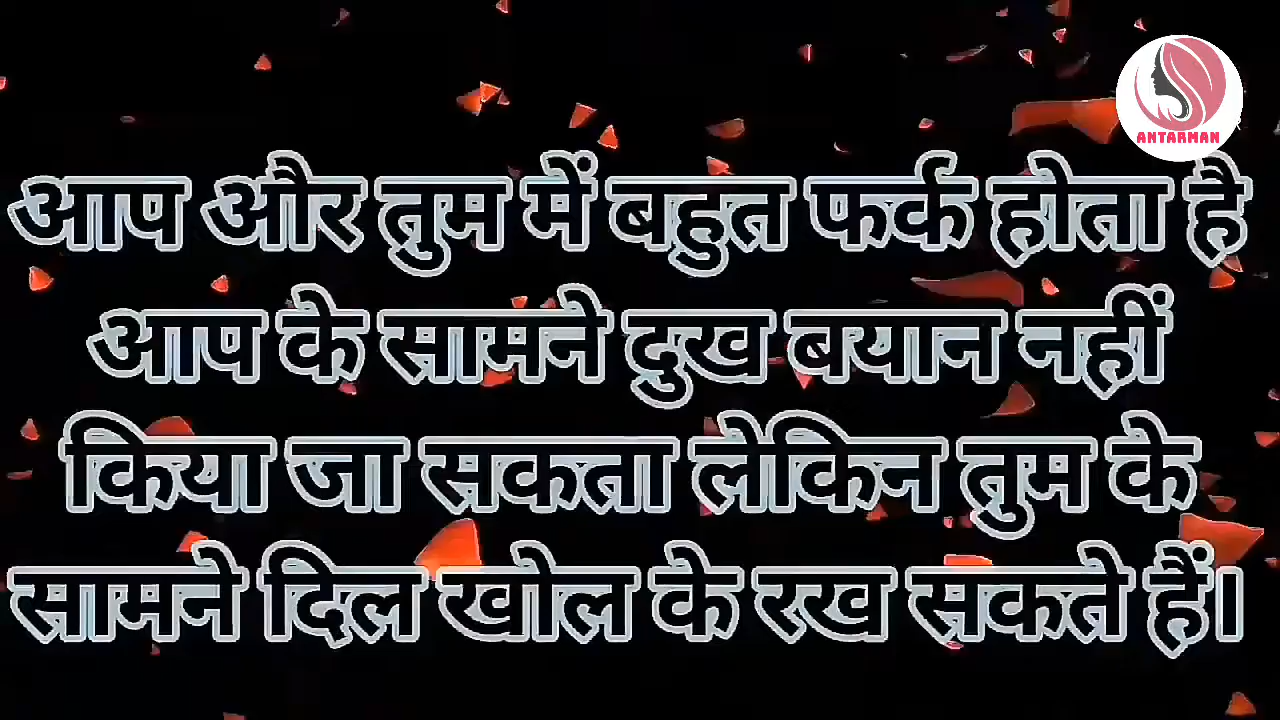 ANTARMAN
आप और तुम में बहुत फर्क होता है
आप के सामने दुख बयान नहीं
किया जा सकता लेकिन तुम के
सामने दिल खोल के रख सकते हैं।